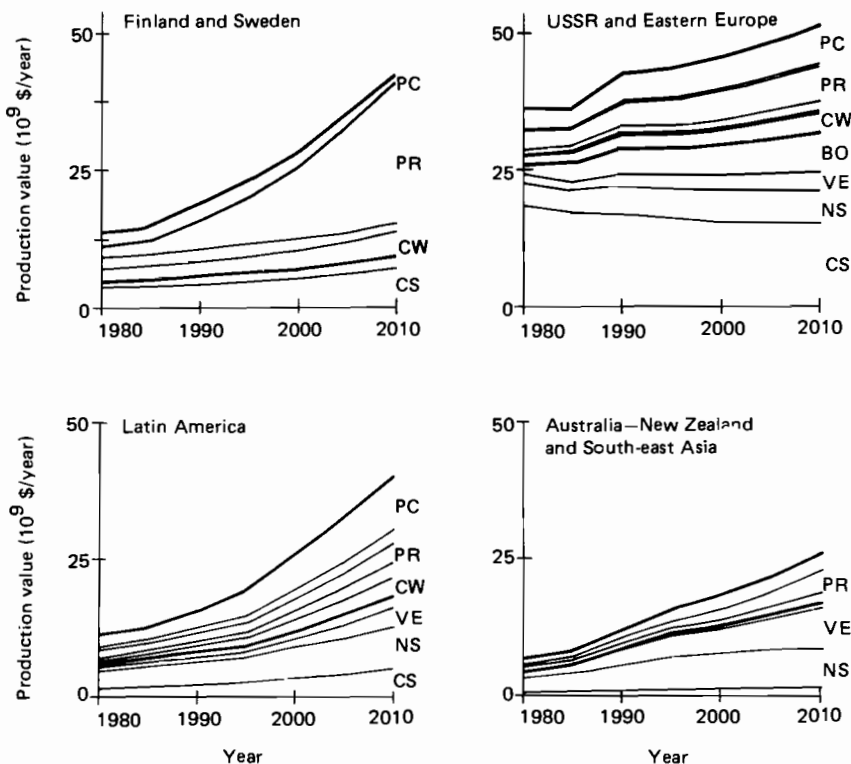 Finland and Sweden
Production value (10⁹ $/year)
50
25
0
1980
1990
2000
2010
PC
PR
CW
CS
USSR and Eastern Europe
50
25
0
1980
1990
2000
2010
PC
PR
CW
BO
VE
NS
CS
Latin America
Production value (10⁹ $/year)
50
25
0
1980
1990
2000
2010
Year
PC
PR
CW
VE
NS
CS
Australia—New Zealand
and South-east Asia
50
25
0
1980
1990
2000
2010
Year
PR
VE
NS